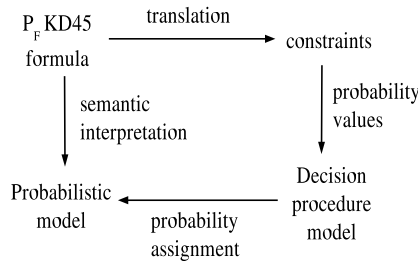 P_F KD45
formula
translation
constraints
semantic
interpretation
probability
values
Probabilistic
model
probability
assignment
Decision
procedure
model